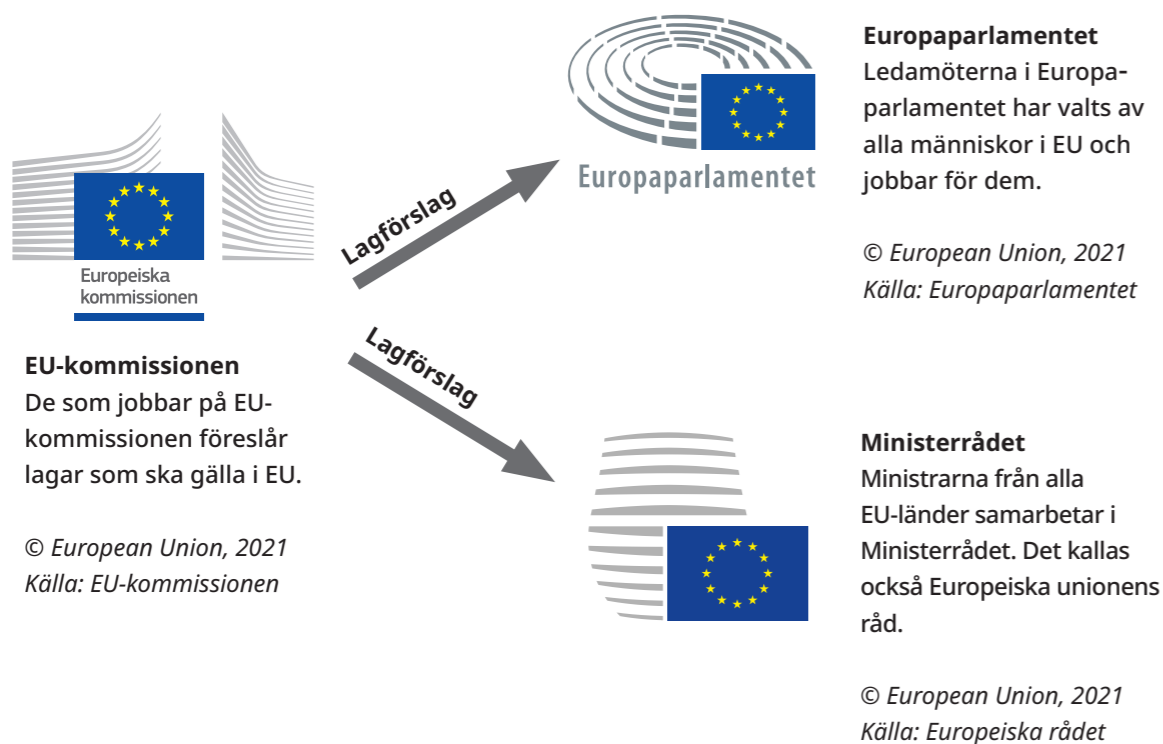 Europeiska
kommissionen
EU-kommissionen
De som jobbar på EU-
kommissionen föreslår
lagar som ska gälla i EU.
© European Union, 2021
Källa: EU-kommissionen
Lagförslag
Lagförslag
Europaparlamentet
Europaparlamentet
Ledamöterna i Europa-
parlamentet har valts av
alla människor i EU och
jobbar för dem.
© European Union, 2021
Källa: Europaparlamentet
Ministerrådet
Ministrarna från alla
EU-länder samarbetar i
Ministerrådet. Det kallas
också Europeiska unionens
råd.
© European Union, 2021
Källa: Europeiska rådet